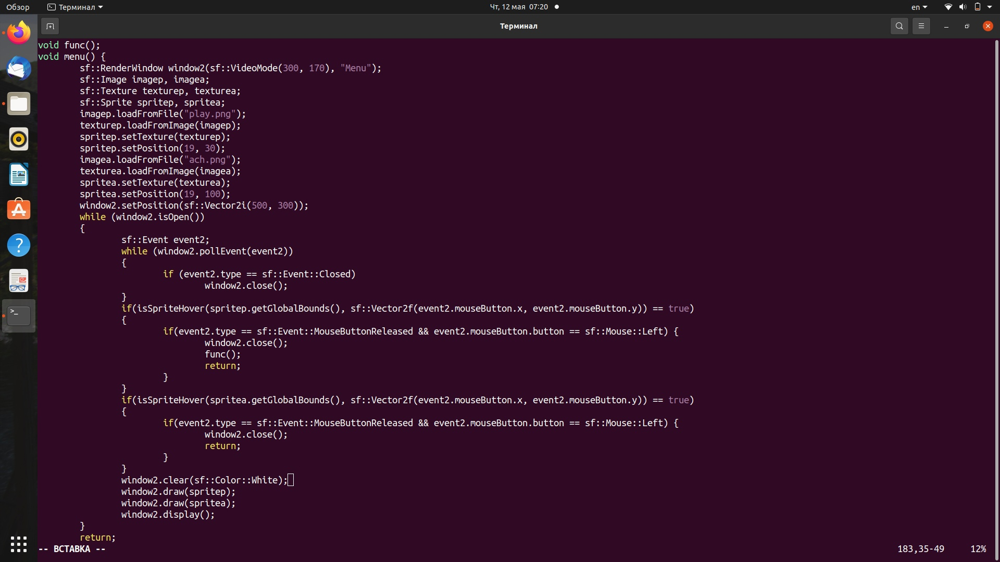 Обзор Терминал Чт, 12 мая 07:20 en
Терминал
void func();
void menu() {
        sf::RenderWindow window2(sf::VideoMode(300, 170), "Menu");
        sf::Image imagep, imagea;
        sf::Texture texturep, texturea;
        sf::Sprite spritep, spritea;
        imagep.loadFromFile("play.png");
        texturep.loadFromImage(imagep);
        spritep.setTexture(texturep);
        spritep.setPosition(19, 30);
        imagea.loadFromFile("ach.png");
        texturea.loadFromImage(imagea);
        spritea.setTexture(texturea);
        spritea.setPosition(19, 100);
        window2.setPosition(sf::Vector2i(500, 300));
        while (window2.isOpen())
        {
                sf::Event event2;
                while (window2.pollEvent(event2))
                {
                        if (event2.type == sf::Event::Closed)
                                window2.close();
                }
                if(isSpriteHover(spritep.getGlobalBounds(), sf::Vector2f(event2.mouseButton.x, event2.mouseButton.y)) == true)
                {
                        if(event2.type == sf::Event::MouseButtonReleased && event2.mouseButton.button == sf::Mouse::Left) {
                                window2.close();
                                func();
                                return;
                        }
                }
                if(isSpriteHover(spritea.getGlobalBounds(), sf::Vector2f(event2.mouseButton.x, event2.mouseButton.y)) == true)
                {
                        if(event2.type == sf::Event::MouseButtonReleased && event2.mouseButton.button == sf::Mouse::Left) {
                                window2.close();
                                return;
                        }
                }
                window2.clear(sf::Color::White);
                window2.draw(spritep);
                window2.draw(spritea);
                window2.display();
        }
        return;
-- ВСТАВКА -- 183,35-49 12%